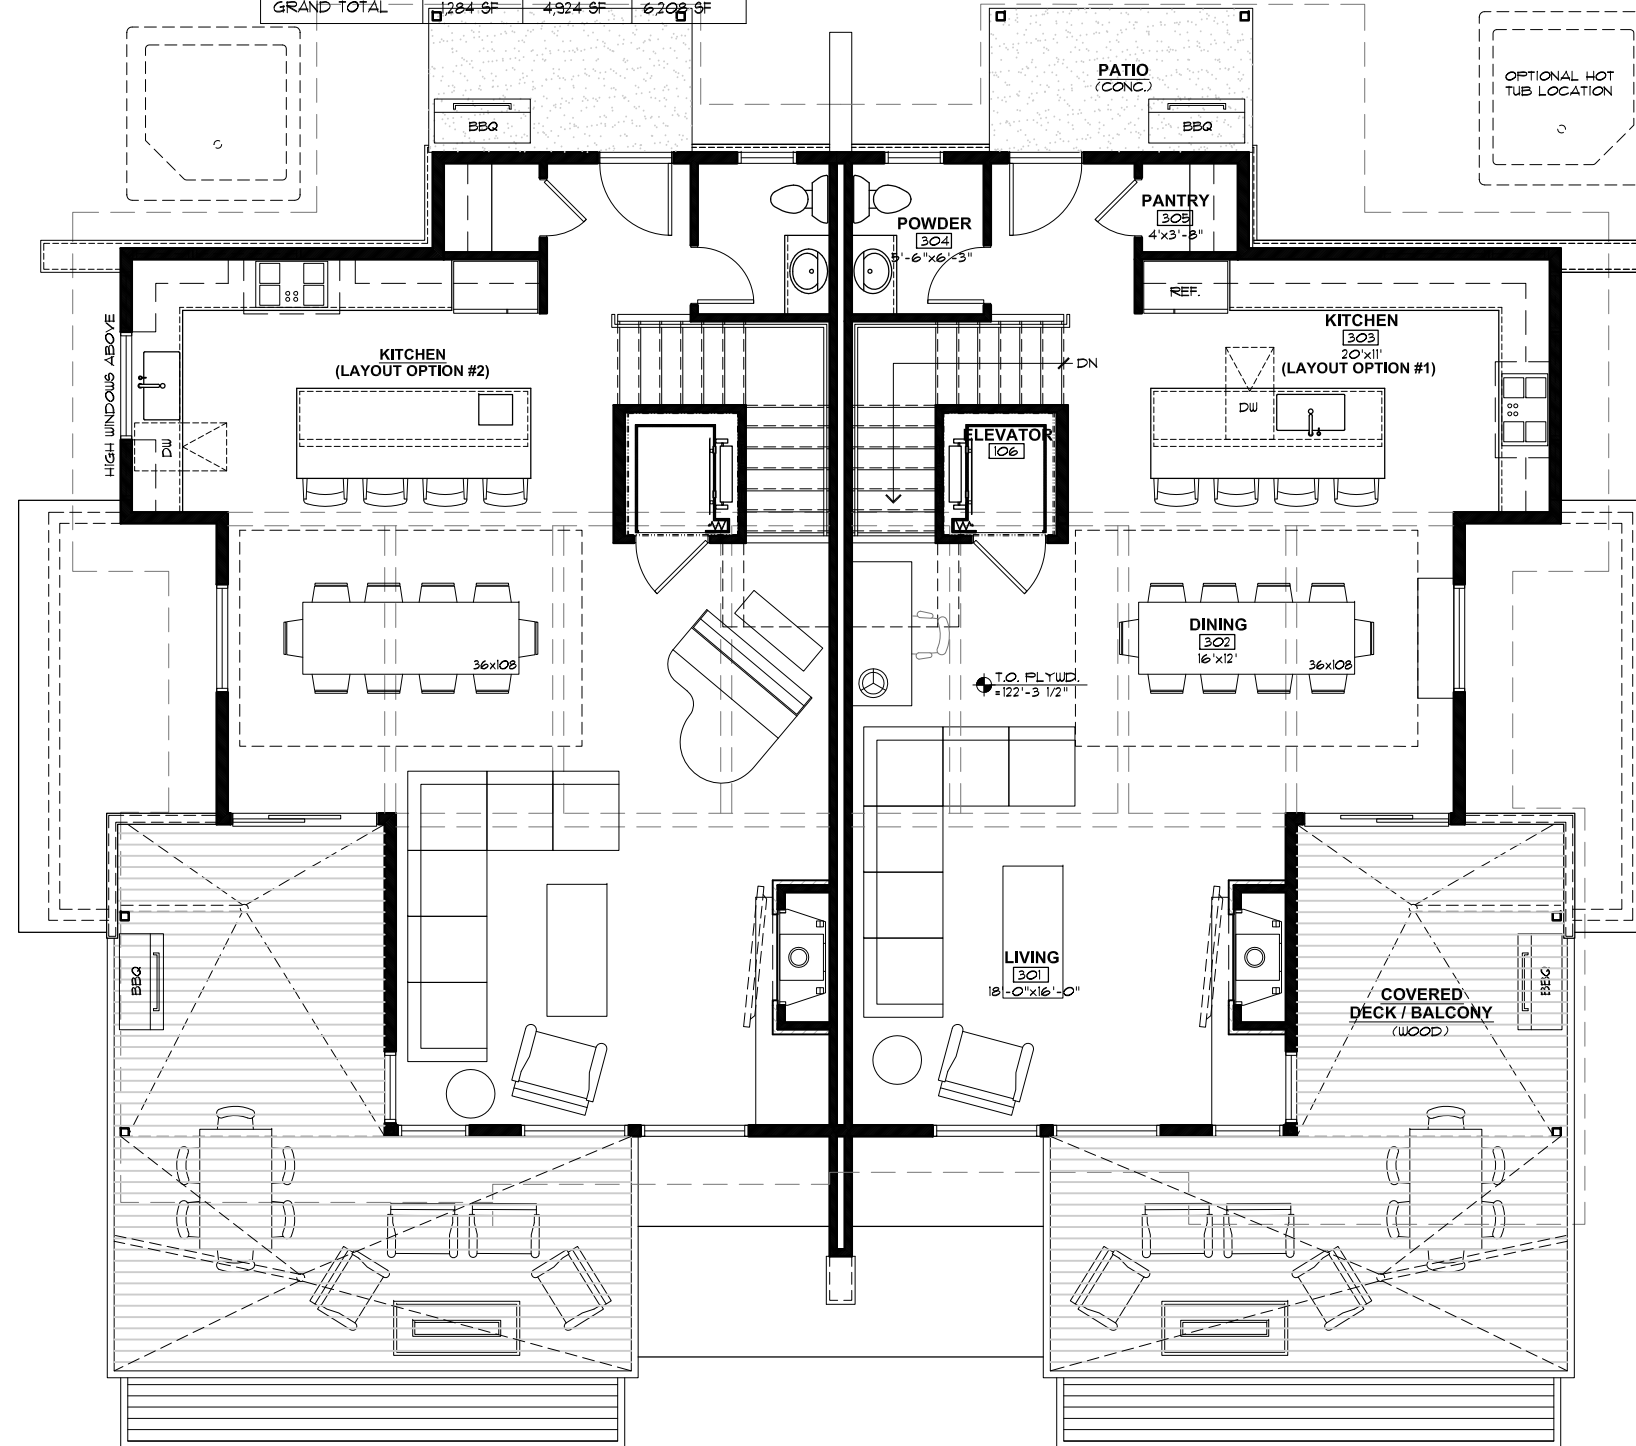 GRAND TOTAL 1,284 SF 4,924 SF 6,208 SF
PATIO
(CONC.)
OPTIONAL HOT
TUB LOCATION
BBQ
BBQ
PANTRY
305
4'x3'-8"
POWDER
304
5'-6"x6'-3"
REF.
HIGH WINDOWS ABOVE
KITCHEN
(LAYOUT OPTION #2)
KITCHEN
303
20'x11'
(LAYOUT OPTION #1)
DN
DW
DW
ELEVATOR
106
DINING
302
16'x12'
36x108
36x108
T.O. PLYWD.
=122'-3 1/2"
LIVING
301
18'-0"x16'-0"
BBQ
BBQ
COVERED
DECK / BALCONY
(WOOD)